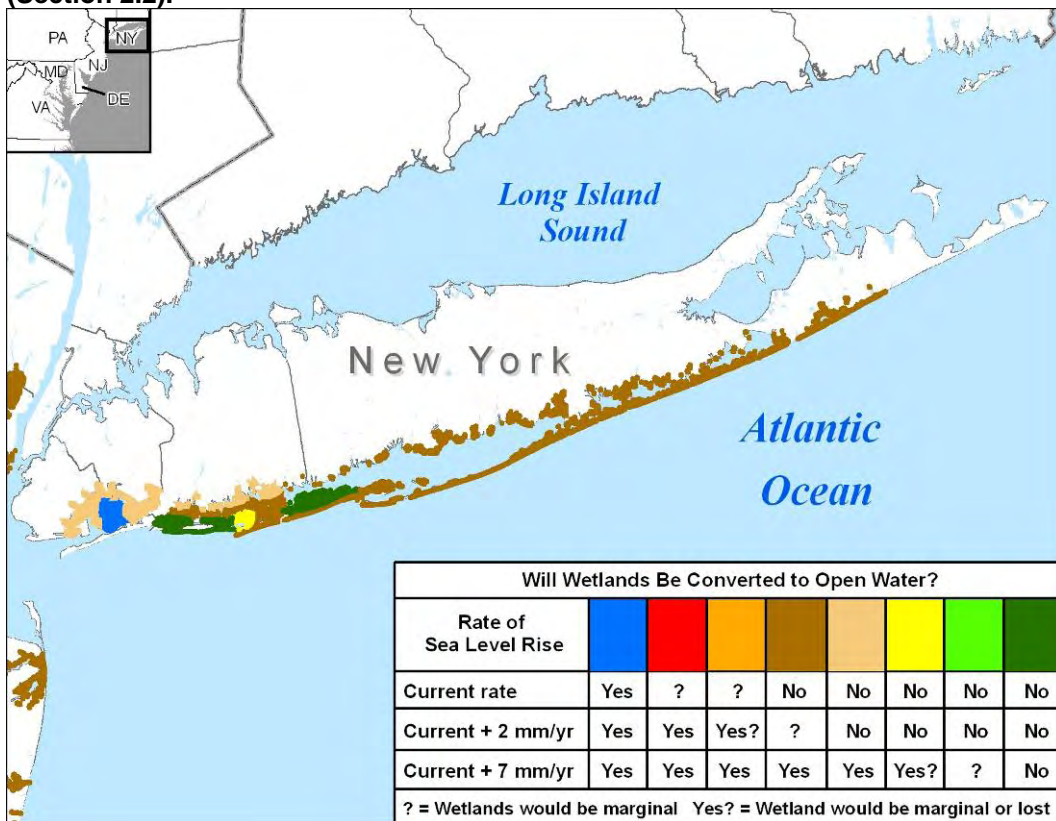 (Section 2.2).
PA
NY
NJ
MD
DE
VA
Long Island
Sound
New York
Atlantic
Ocean
Will Wetlands Be Converted to Open Water?
Rate of
Sea Level Rise
Current rate Yes ? ? No No No No No
Current + 2 mm/yr Yes Yes Yes? ? No No No No
Current + 7 mm/yr Yes Yes Yes Yes Yes Yes? ? No
? = Wetlands would be marginal Yes? = Wetland would be marginal or lost